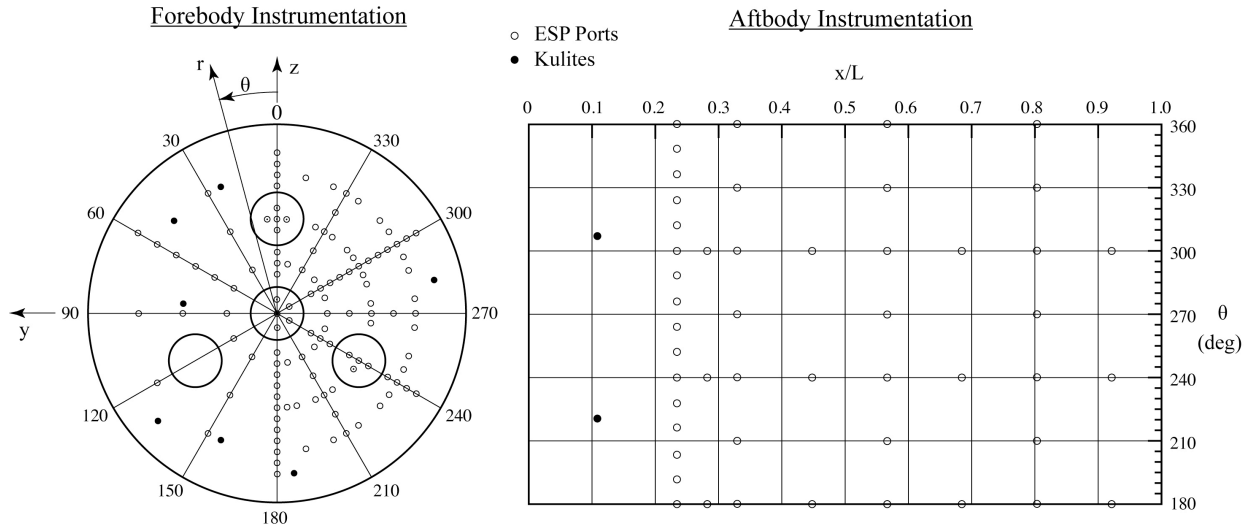 Forebody Instrumentation
Aftbody Instrumentation
ESP Ports
Kulites
r
θ
z
y
0
30
60
90
120
150
180
210
240
270
300
330
x/L
0 0.1 0.2 0.3 0.4 0.5 0.6 0.7 0.8 0.9 1.0
360
330
300
270
240
210
180
θ
(deg)